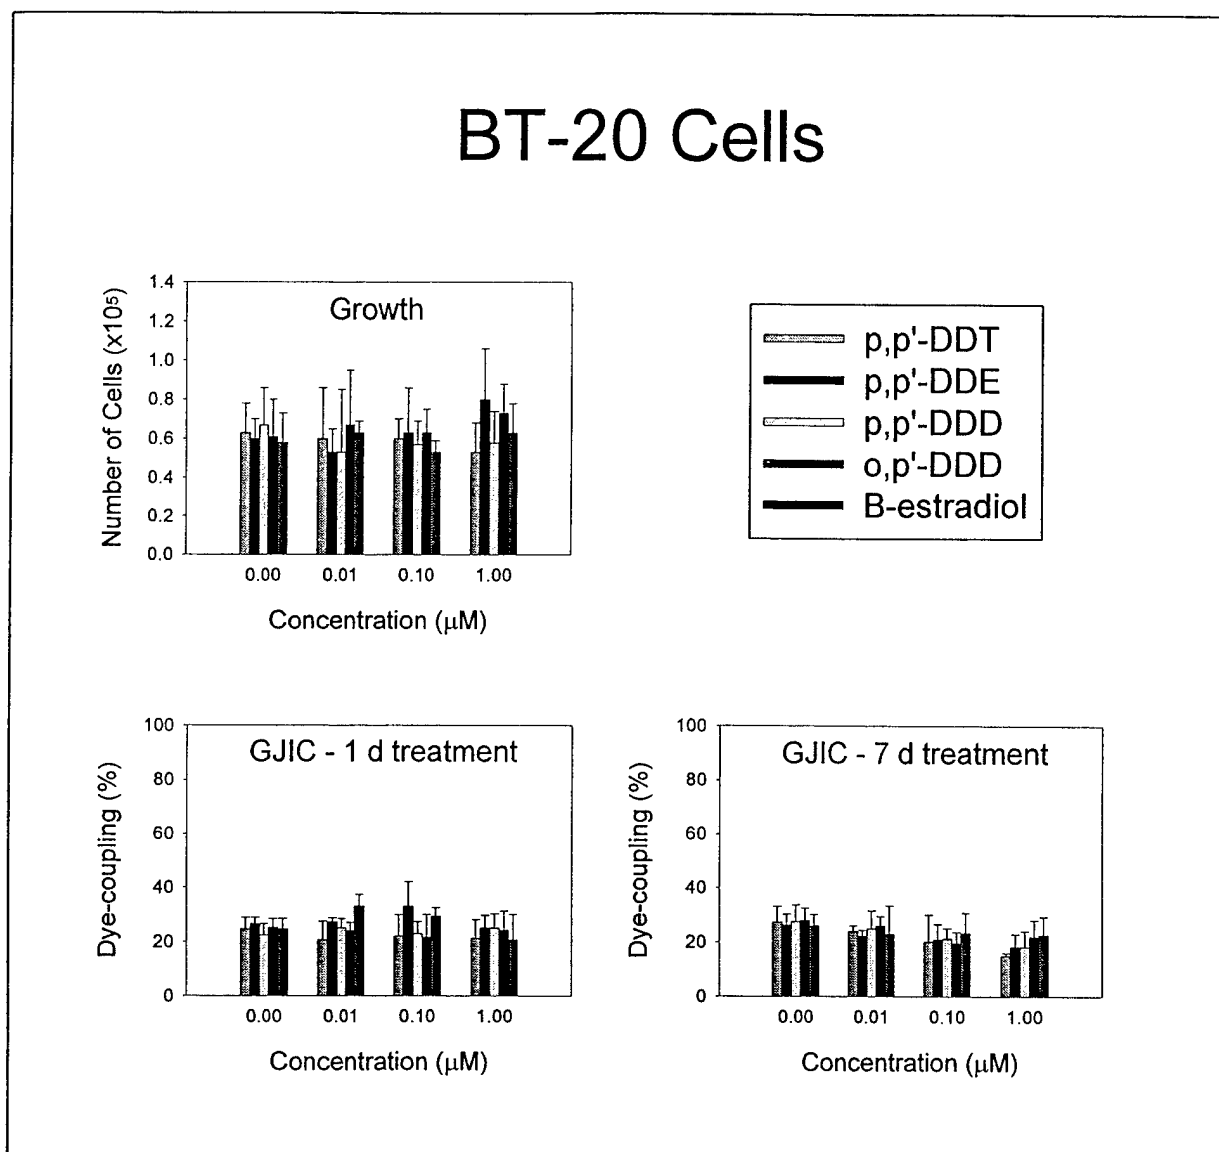 BT-20 Cells
Growth
Number of Cells (x10⁵)
1.4
1.2
1.0
0.8
0.6
0.4
0.2
0.0
0.00 0.01 0.10 1.00
Concentration (μM)
p,p'-DDT
p,p'-DDE
p,p'-DDD
o,p'-DDD
B-estradiol
GJIC - 1 d treatment
Dye-coupling (%)
100
80
60
40
20
0
0.00 0.01 0.10 1.00
Concentration (μM)
GJIC - 7 d treatment
Dye-coupling (%)
100
80
60
40
20
0
0.00 0.01 0.10 1.00
Concentration (μM)